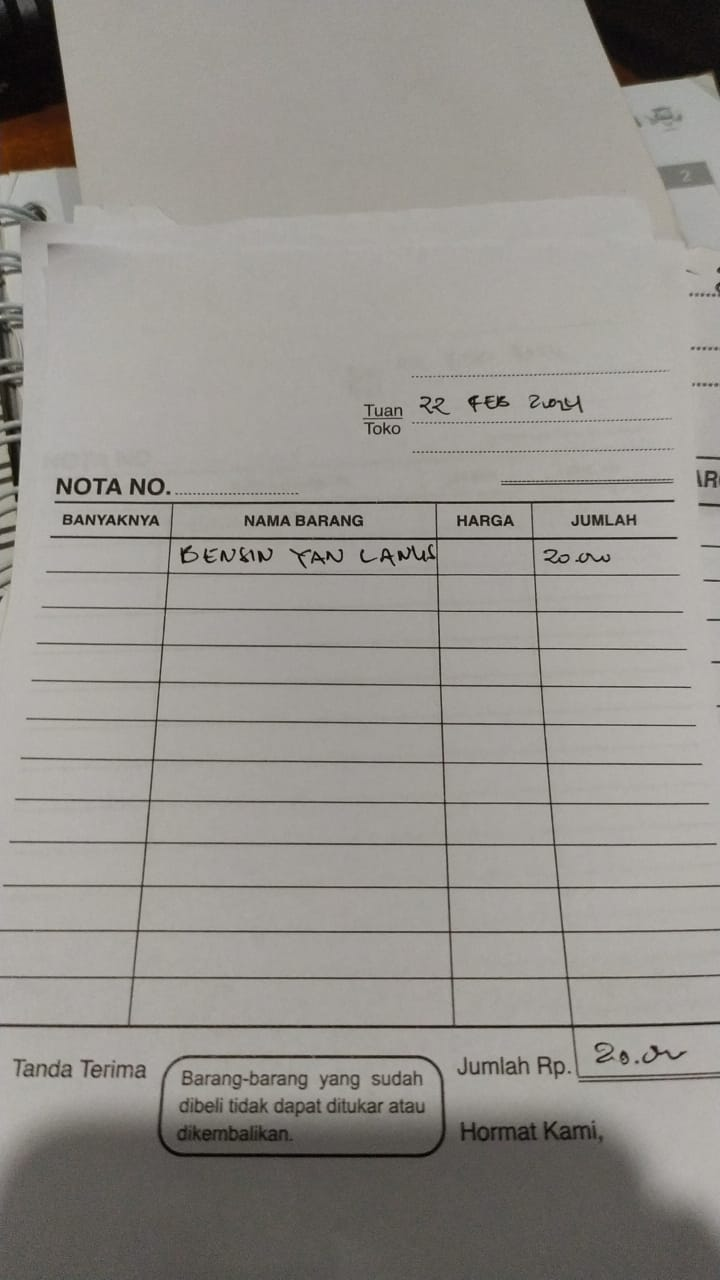 2
22 FEB 2024
Tuan
Toko
NOTA NO.
BANYAKNYA NAMA BARANG HARGA JUMLAH
BENSIN YAN 20.000
Tanda Terima
Barang-barang yang sudah
dibeli tidak dapat ditukar atau
dikembalikan.
Jumlah Rp. 20.000
Hormat Kami,